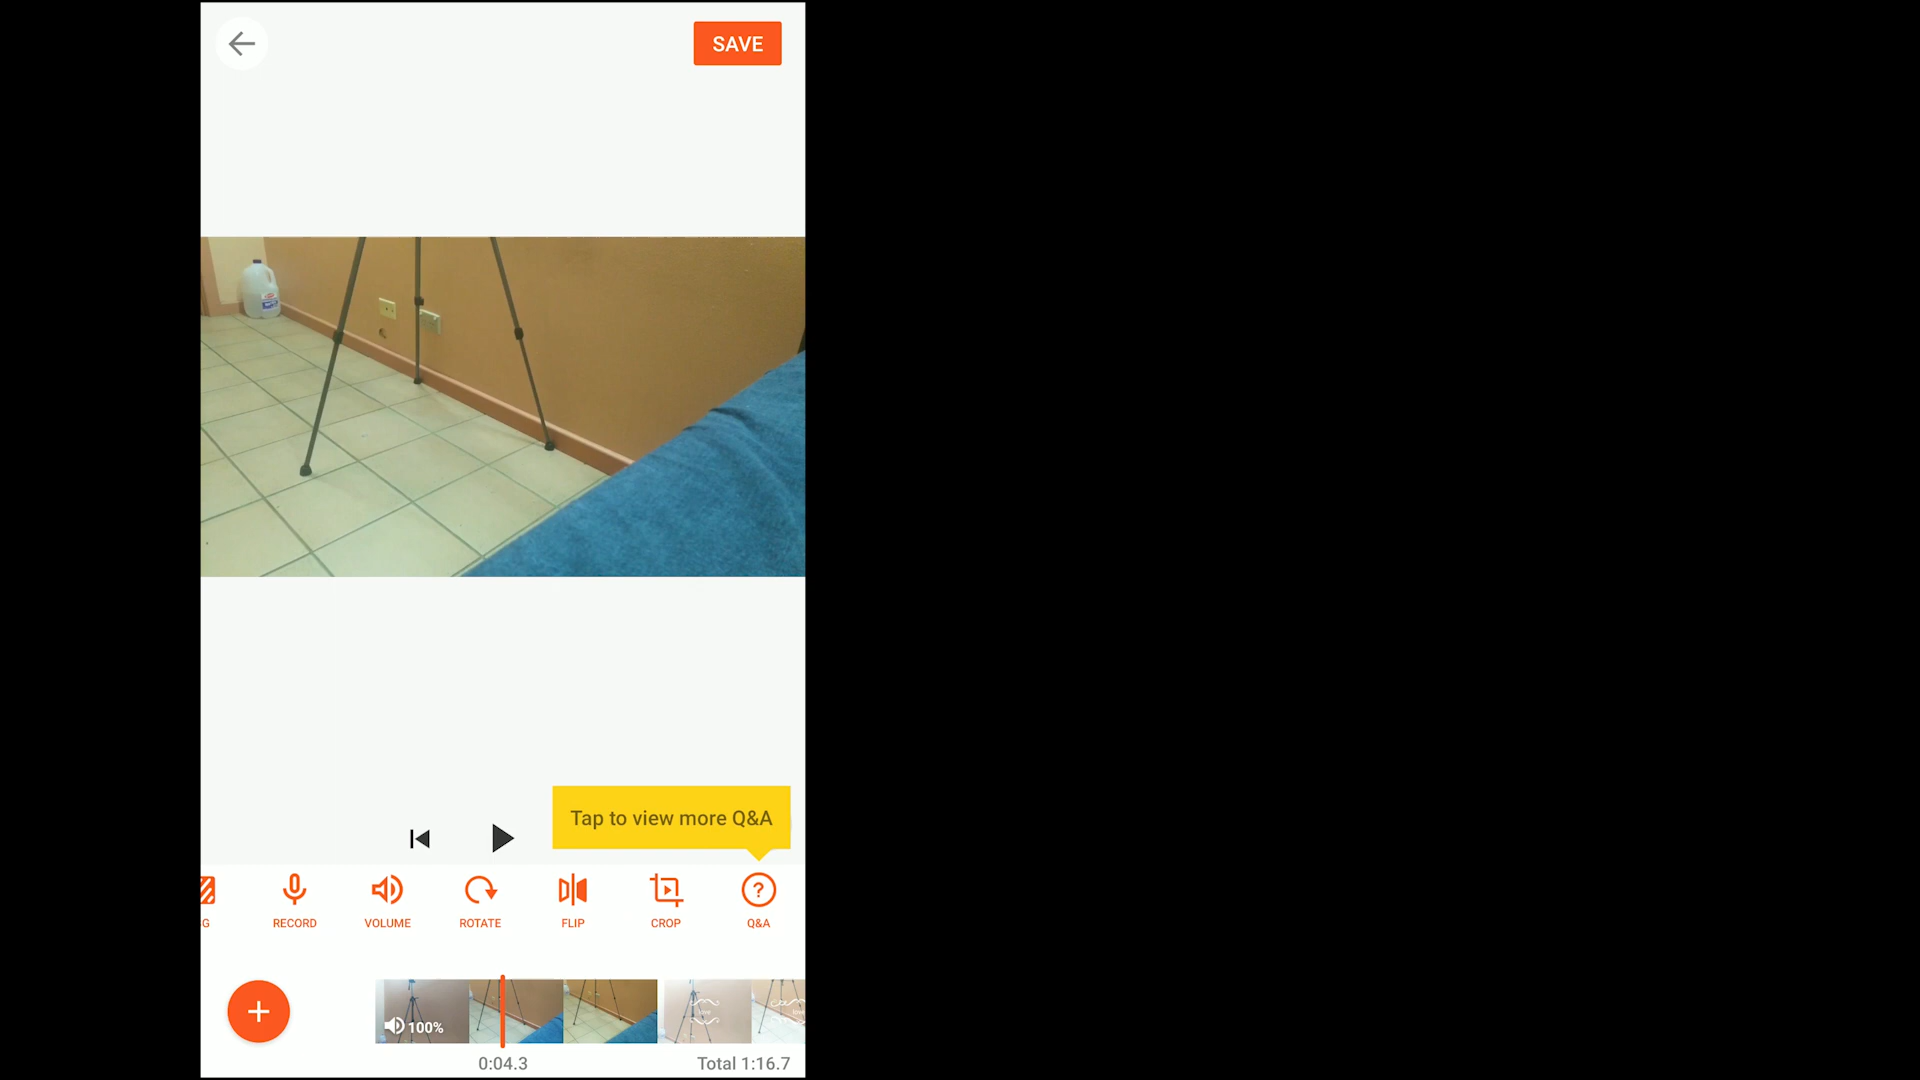 SAVE
Tap to view more Q&A
G
RECORD
VOLUME
ROTATE
FLIP
CROP
?
Q&A
100%
0:04.3
Total 1:16.7